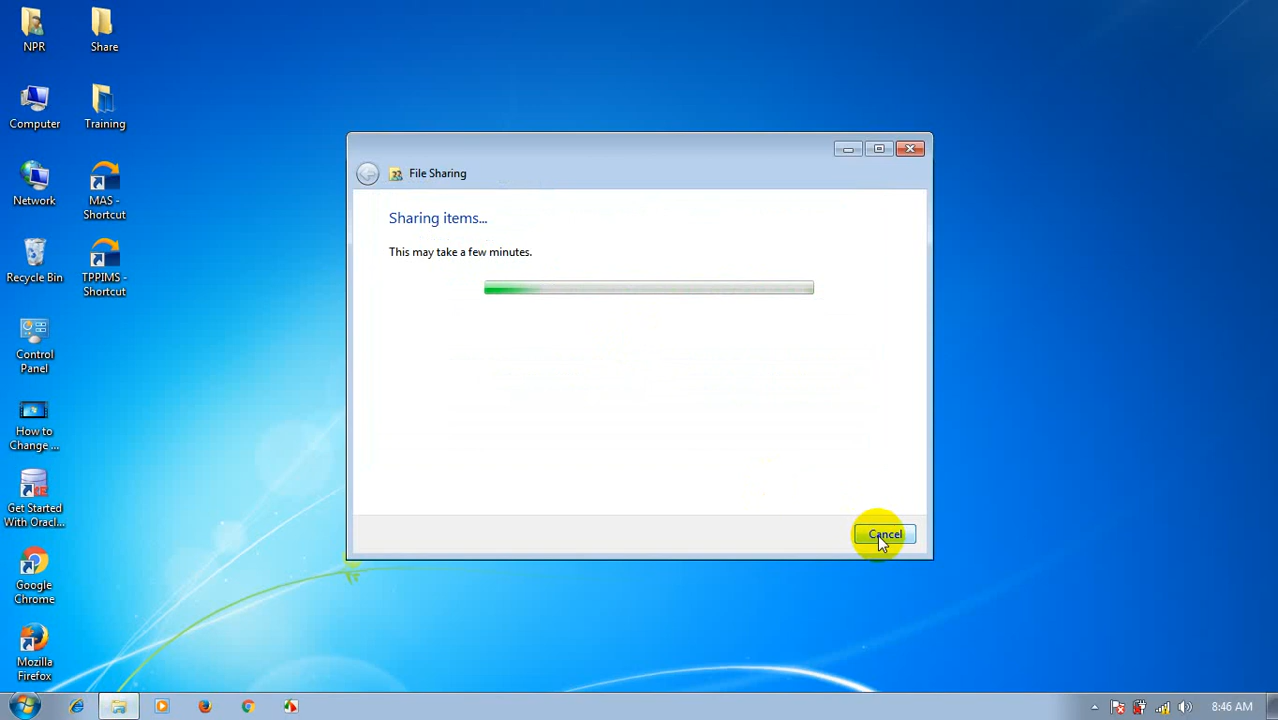 NPR
Share
Computer
Training
Network
MAS -
Shortcut
Recycle Bin
TPPIMS -
Shortcut
Control
Panel
How to
Change ...
Get Started
With Oracl...
Google
Chrome
Mozilla
Firefox
File Sharing
Sharing items...
This may take a few minutes.
Cancel
8:46 AM